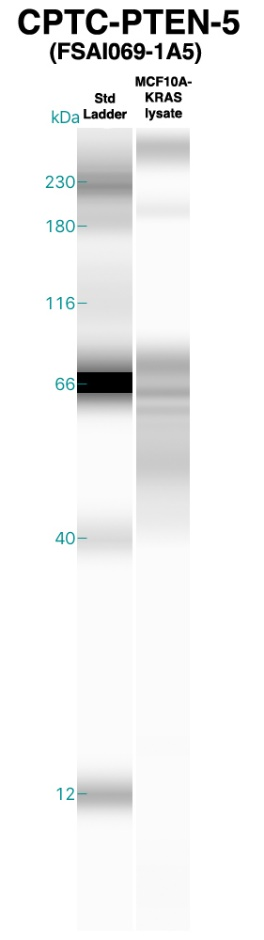 CPTC-PTEN-5
(FSAI069-1A5)
MCF10A-
KRAS
lysate
Std
Ladder
kDa
230
180
116
66
40
12